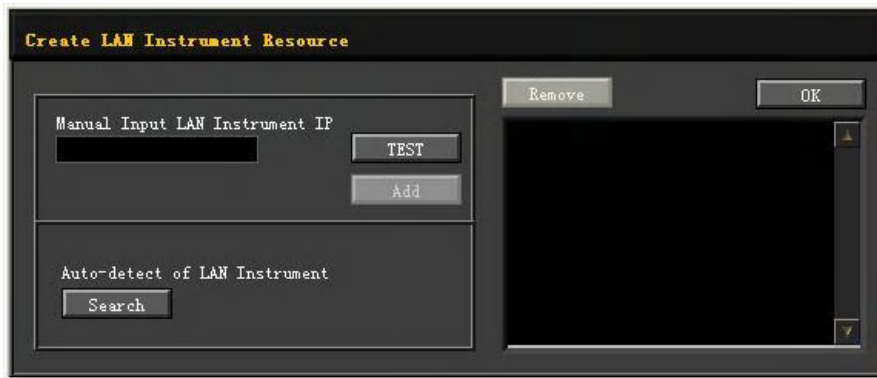 Create LAN Instrument Resource
Manual Input LAN Instrument IP
TEST
Add
Auto-detect of LAN Instrument
Search
Remove
OK